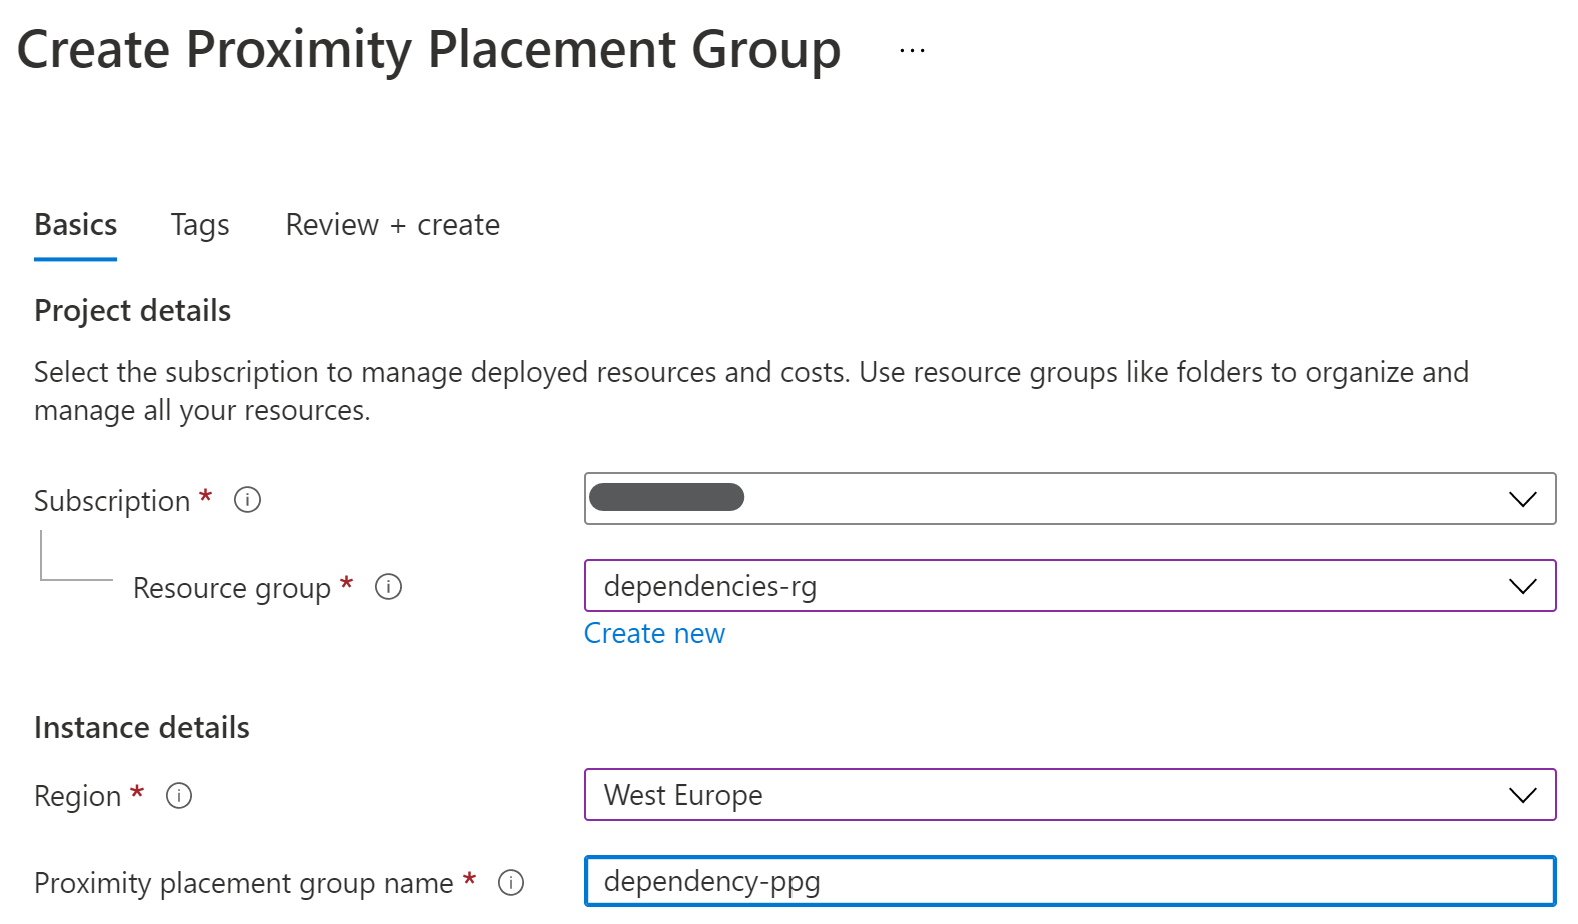 Create Proximity Placement Group ...
Basics Tags Review + create
Project details
Select the subscription to manage deployed resources and costs. Use resource groups like folders to organize and
manage all your resources.
Subscription *
Resource group * dependencies-rg
Create new
Instance details
Region * West Europe
Proximity placement group name * dependency-ppg